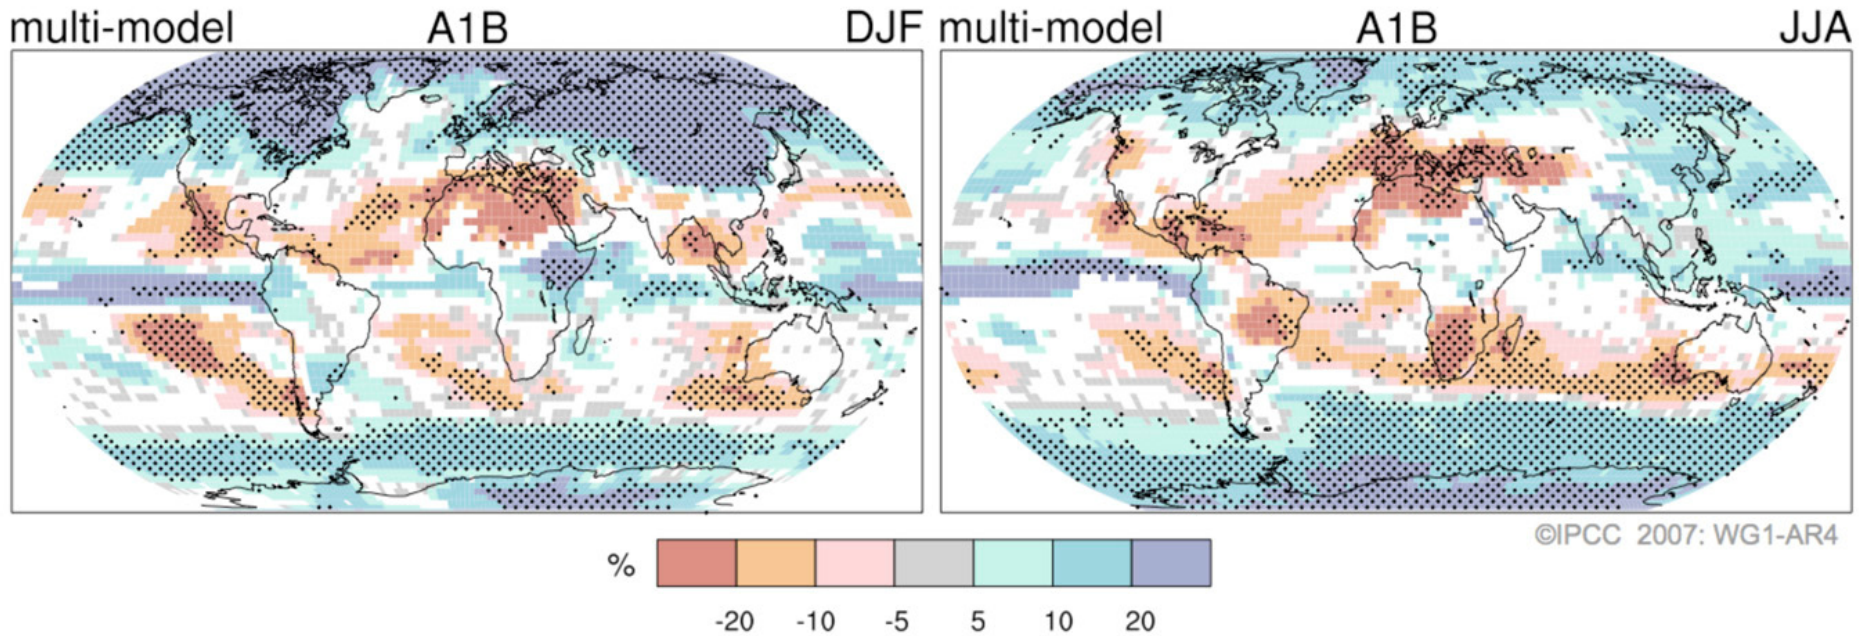 multi-model A1B DJF
multi-model A1B JJA
©IPCC 2007: WG1-AR4
%
-20 -10 -5 5 10 20